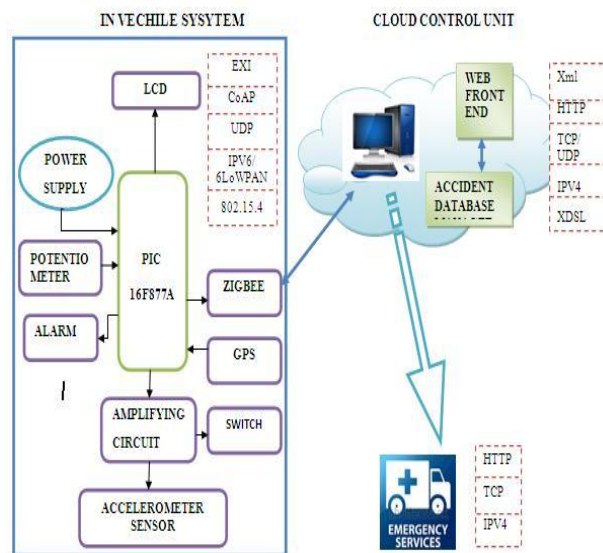 IN VECHILE SYSYTEM
CLOUD CONTROL UNIT
LCD
EXI
CoAP
UDP
IPV6/
6LoWPAN
802.15.4
POWER
SUPPLY
POTENTIO
METER
ALARM
PIC
16F877A
ZIGBEE
GPS
AMPLIFYING
CIRCUIT
SWITCH
ACCELEROMETER
SENSOR
WEB
FRONT
END
ACCIDENT
DATABASE
Xml
HTTP
TCP/
UDP
IPV4
XDSL
EMERGENCY
SERVICES
HTTP
TCP
IPV4